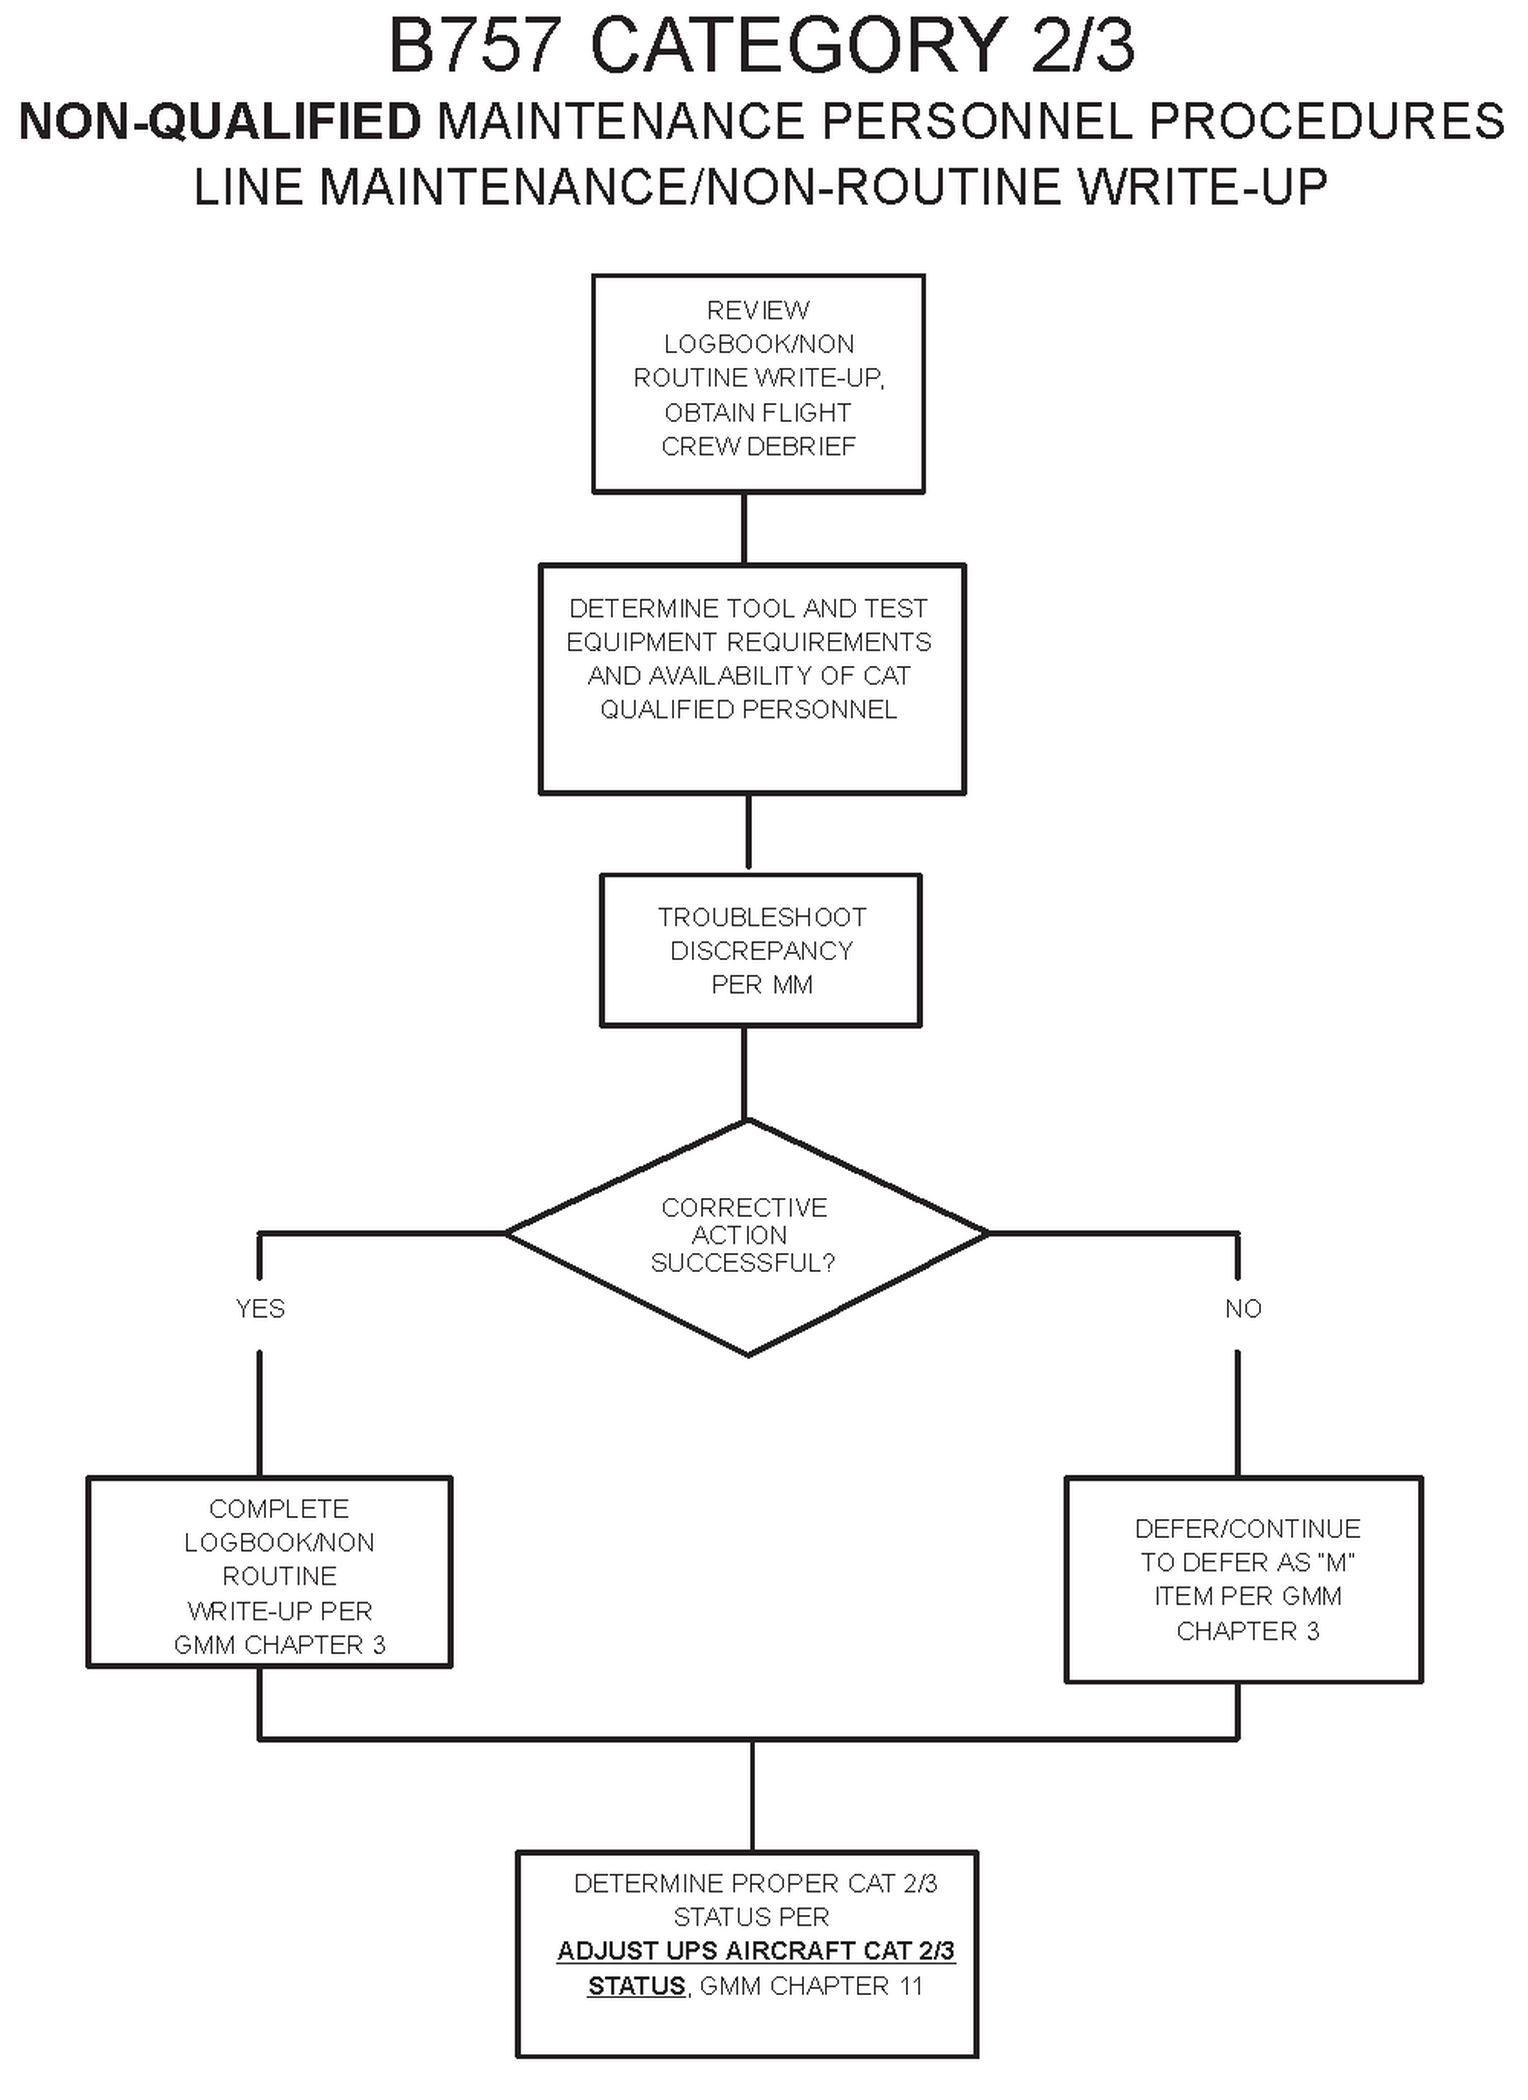 B757 CATEGORY 2/3
NON-QUALIFIED MAINTENANCE PERSONNEL PROCEDURES
LINE MAINTENANCE/NON-ROUTINE WRITE-UP
REVIEW
LOGBOOK/NON
ROUTINE WRITE-UP,
OBTAIN FLIGHT
CREW DEBRIEF
DETERMINE TOOL AND TEST
EQUIPMENT REQUIREMENTS
AND AVAILABILITY OF CAT
QUALIFIED PERSONNEL
TROUBLESHOOT
DISCREPANCY
PER MM
CORRECTIVE
ACTION
SUCCESSFUL?
YES
NO
COMPLETE
LOGBOOK/NON
ROUTINE
WRITE-UP PER
GMM CHAPTER 3
DEFER/CONTINUE
TO DEFER AS "M"
ITEM PER GMM
CHAPTER 3
DETERMINE PROPER CAT 2/3
STATUS PER
ADJUST UPS AIRCRAFT CAT 2/3
STATUS, GMM CHAPTER 11